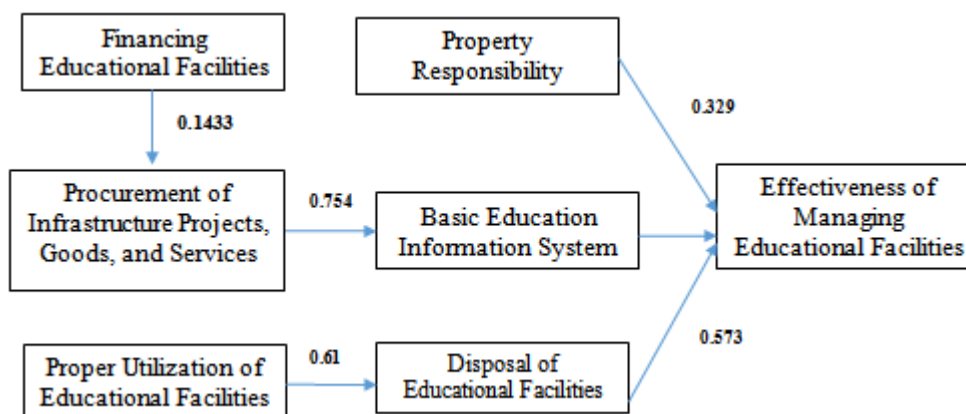 Financing
Educational Facilities
Property
Responsibility
0.1433
0.329
Procurement of
Infrastructure Projects,
Goods, and Services
0.754
Basic Education
Information System
Effectiveness of
Managing
Educational Facilities
Proper Utilization of
Educational Facilities
0.61
Disposal of
Educational Facilities
0.573